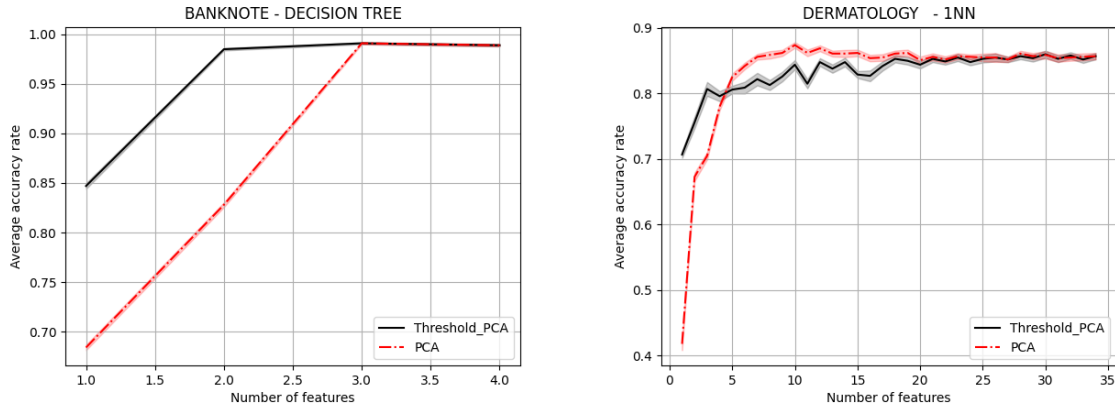 BANKNOTE - DECISION TREE
Average accuracy rate
1.00
0.95
0.90
0.85
0.80
0.75
0.70
Threshold_PCA
PCA
1.0 1.5 2.0 2.5 3.0 3.5 4.0
Number of features
DERMATOLOGY - 1NN
Average accuracy rate
0.9
0.8
0.7
0.6
0.5
0.4
Threshold_PCA
PCA
0 5 10 15 20 25 30 35
Number of features